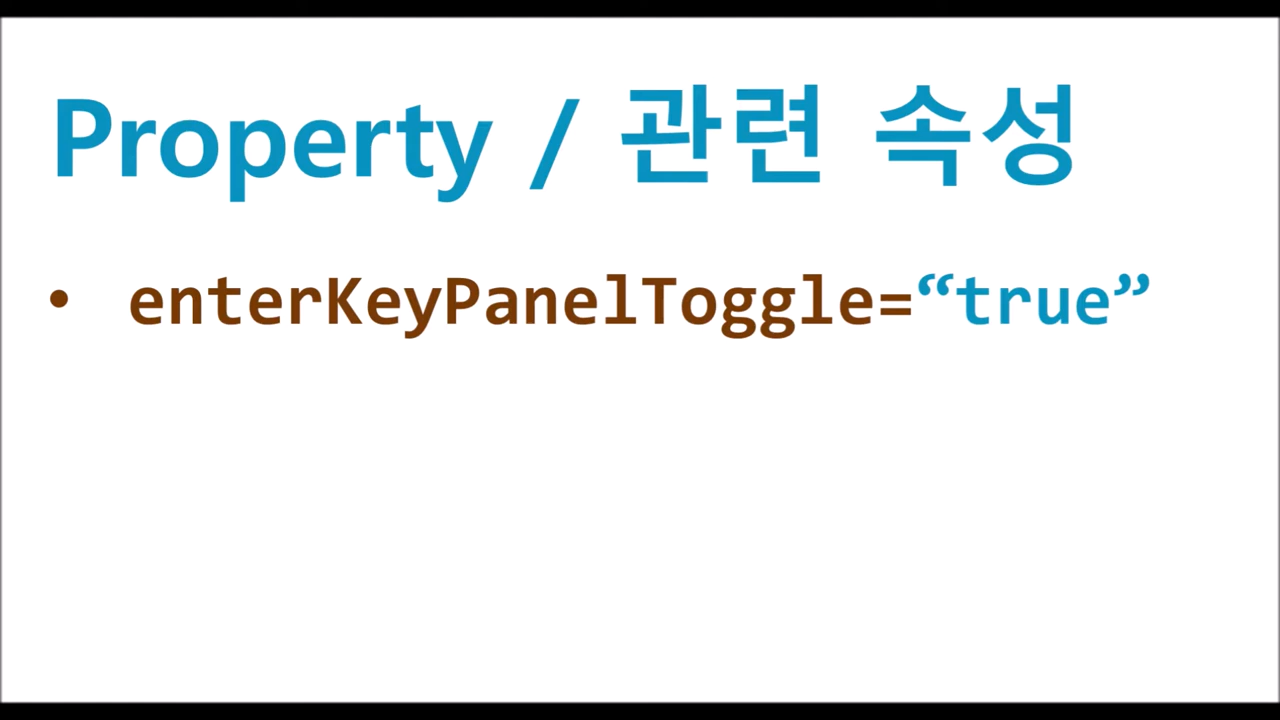 Property / 관련 속성
• enterKeyPanelToggle=“true”